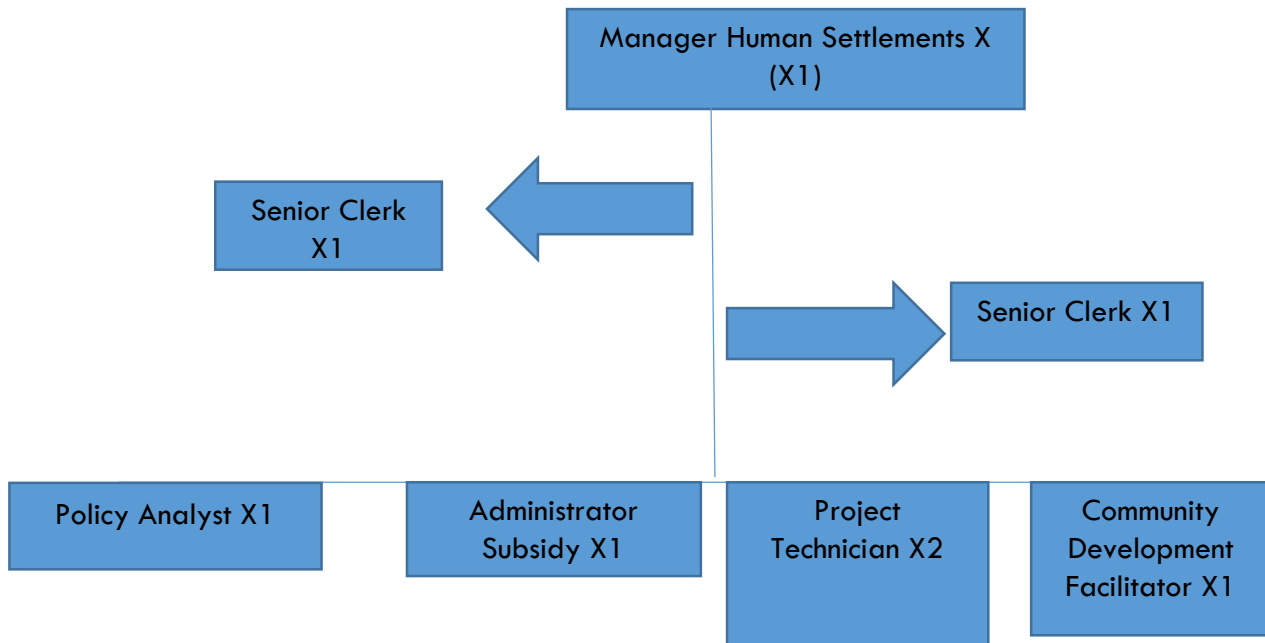 Manager Human Settlements X
(X1)
Senior Clerk
X1
Senior Clerk X1
Policy Analyst X1
Administrator
Subsidy X1
Project
Technician X2
Community
Development
Facilitator X1